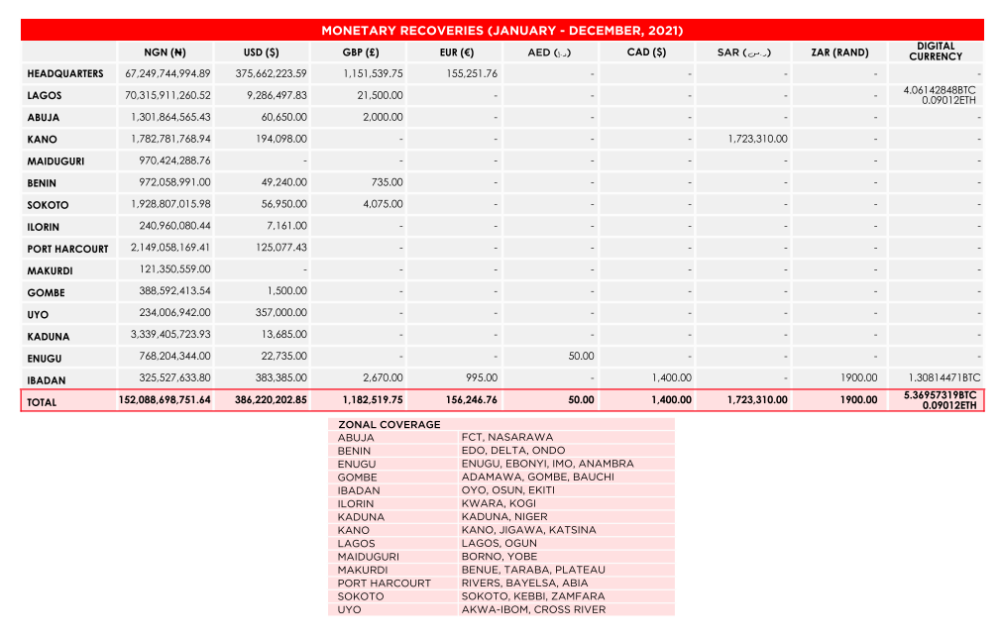 MONETARY RECOVERIES (JANUARY - DECEMBER, 2021)
NGN (₦) USD ($) GBP (£) EUR (€) AED (د.إ) CAD ($) SAR (ر.س) ZAR (RAND) DIGITAL CURRENCY
HEADQUARTERS 67,249,744,994.89 375,662,223.59 1,151,539.75 155,251.76 - - - - -
LAGOS 70,315,911,260.52 9,286,497.83 21,500.00 - - - - - 4.06142848BTC 0.09012ETH
ABUJA 1,301,864,565.43 60,650.00 2,000.00 - - - - - -
KANO 1,782,781,768.94 194,098.00 - - - - 1,723,310.00 - -
MAIDUGURI 970,424,288.76 - - - - - - - -
BENIN 972,058,991.00 49,240.00 735.00 - - - - - -
SOKOTO 1,928,807,015.98 56,950.00 4,075.00 - - - - - -
ILORIN 240,960,080.44 7,161.00 - - - - - - -
PORT HARCOURT 2,149,058,169.41 125,077.43 - - - - - - -
MAKURDI 121,350,559.00 - - - - - - - -
GOMBE 388,592,413.54 1,500.00 - - - - - - -
UYO 234,006,942.00 357,000.00 - - - - - - -
KADUNA 3,339,405,723.93 13,685.00 - - - - - - -
ENUGU 768,204,344.00 22,735.00 - - 50.00 - - - -
IBADAN 325,527,633.80 383,385.00 2,670.00 995.00 - 1,400.00 - 1900.00 1.30814471BTC
TOTAL 152,088,698,751.64 386,220,202.85 1,182,519.75 156,246.76 50.00 1,400.00 1,723,310.00 1900.00 5.36957319BTC 0.09012ETH
ZONAL COVERAGE
ABUJA FCT, NASARAWA
BENIN EDO, DELTA, ONDO
ENUGU ENUGU, EBONYI, IMO, ANAMBRA
GOMBE ADAMAWA, GOMBE, BAUCHI
IBADAN OYO, OSUN, EKITI
ILORIN KWARA, KOGI
KADUNA KADUNA, NIGER
KANO KANO, JIGAWA, KATSINA
LAGOS LAGOS, OGUN
MAIDUGURI BORNO, YOBE
MAKURDI BENUE, TARABA, PLATEAU
PORT HARCOURT RIVERS, BAYELSA, ABIA
SOKOTO SOKOTO, KEBBI, ZAMFARA
UYO AKWA-IBOM, CROSS RIVER